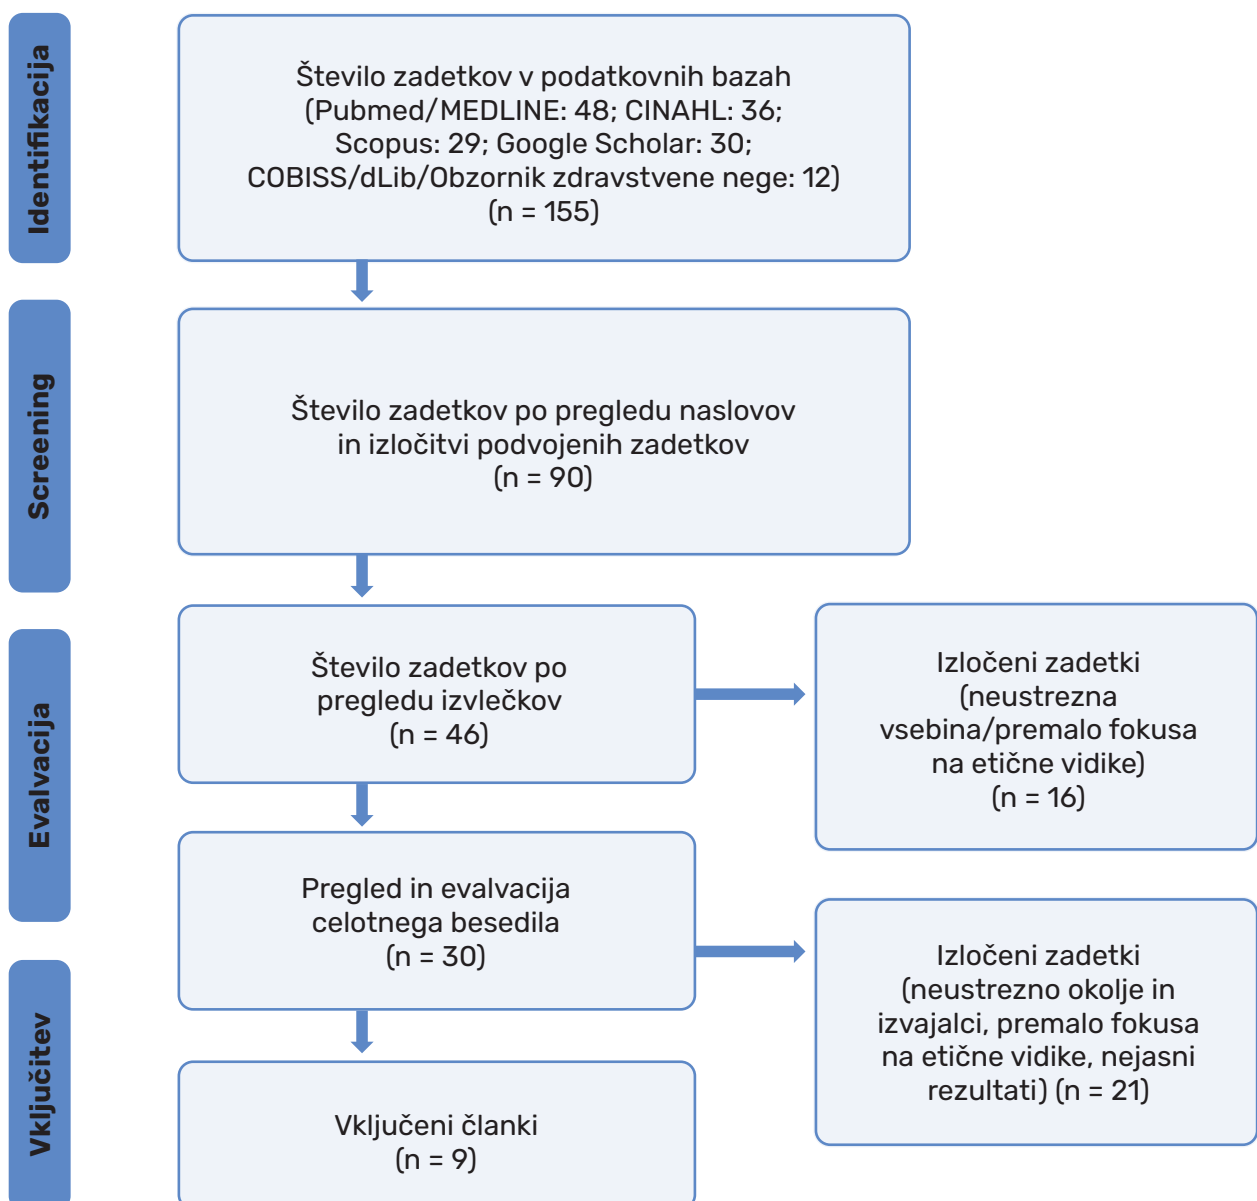 Identifikacija
Število zadetkov v podatkovnih bazah
(Pubmed/MEDLINE: 48; CINAHL: 36;
Scopus: 29; Google Scholar: 30;
COBISS/dLib/Obzornik zdravstvene nege: 12)
(n = 155)
Screening
Število zadetkov po pregledu naslovov
in izločitvi podvojenih zadetkov
(n = 90)
Evalvacija
Število zadetkov po
pregledu izvlečkov
(n = 46)
Izločeni zadetki
(neustrezna
vsebina/premalo fokusa
na etične vidike)
(n = 16)
Pregled in evalvacija
celotnega besedila
(n = 30)
Izločeni zadetki
(neustrezno okolje in
izvajalci, premalo fokusa
na etične vidike, nejasni
rezultati) (n = 21)
Vključitev
Vključeni članki
(n = 9)